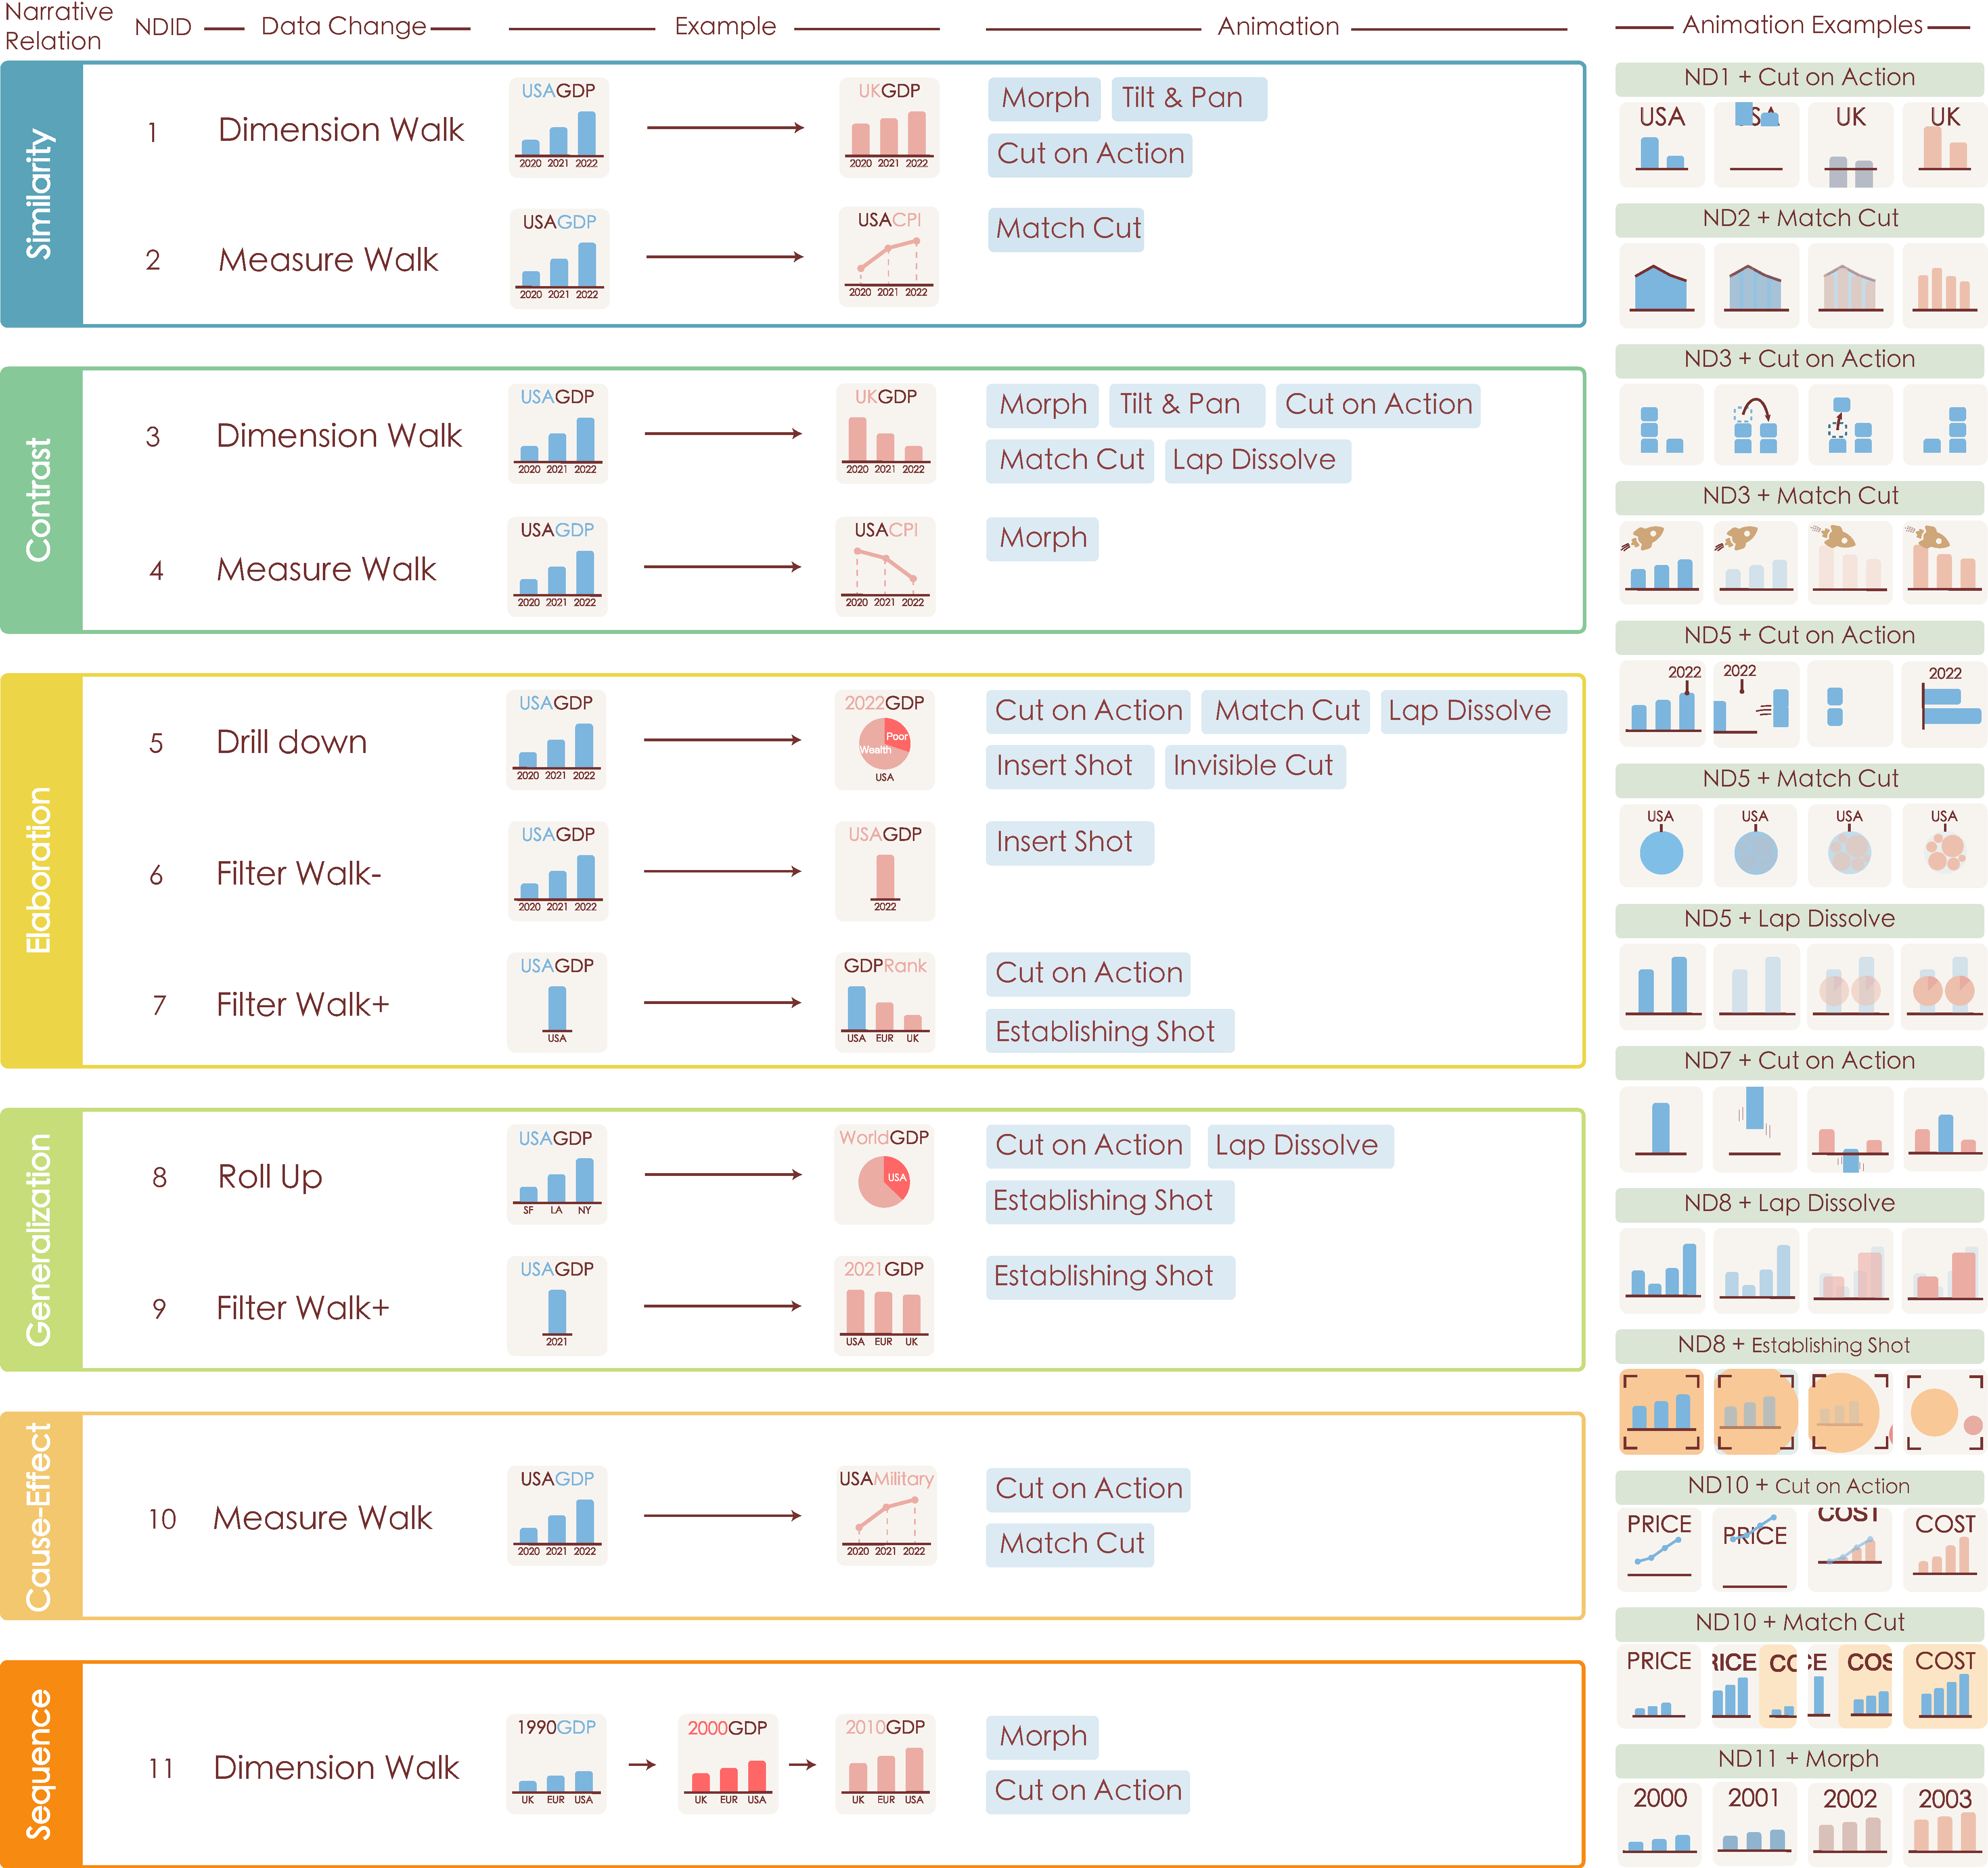 Narrative
Relation
NDID
Data Change
Example
Animation
Animation Examples
Similarity
1
Dimension Walk
USAGDP
2020 2021 2022
UKGDP
2020 2021 2022
Morph
Tilt & Pan
Cut on Action
2
Measure Walk
USAGDP
2020 2021 2022
USACPI
2020 2021 2022
Match Cut
Contrast
3
Dimension Walk
USAGDP
2020 2021 2022
UKGDP
2020 2021 2022
Morph
Tilt & Pan
Cut on Action
Match Cut
Lap Dissolve
4
Measure Walk
USAGDP
2020 2021 2022
USACPI
2020 2021 2022
Morph
Elaboration
5
Drill down
USAGDP
2020 2021 2022
2022GDP
Poor
Wealth
USA
Cut on Action
Match Cut
Lap Dissolve
Insert Shot
Invisible Cut
6
Filter Walk-
USAGDP
2020 2021 2022
USAGDP
2022
Insert Shot
7
Filter Walk+
USAGDP
USA
GDPRank
USA EUR UK
Cut on Action
Establishing Shot
Generalization
8
Roll Up
USAGDP
SF LA NY
WorldGDP
USA
Cut on Action
Lap Dissolve
Establishing Shot
9
Filter Walk+
USAGDP
2021
2021GDP
USA EUR UK
Establishing Shot
Cause-Effect
10
Measure Walk
USAGDP
2020 2021 2022
USAMilitary
2020 2021 2022
Cut on Action
Match Cut
Sequence
11
Dimension Walk
1990GDP
UK EUR USA
2000GDP
UK EUR USA
2010GDP
UK EUR USA
Morph
Cut on Action
ND1 + Cut on Action
USA
USA
UK
UK
ND2 + Match Cut
ND3 + Cut on Action
ND3 + Match Cut
ND5 + Cut on Action
2022
2022
2022
ND5 + Match Cut
USA
USA
USA
USA
ND5 + Lap Dissolve
ND7 + Cut on Action
ND8 + Lap Dissolve
ND8 + Establishing Shot
ND10 + Cut on Action
PRICE
PRICE
COST
COST
ND10 + Match Cut
PRICE
RICE
CO
CE
COS
COST
ND11 + Morph
2000
2001
2002
2003